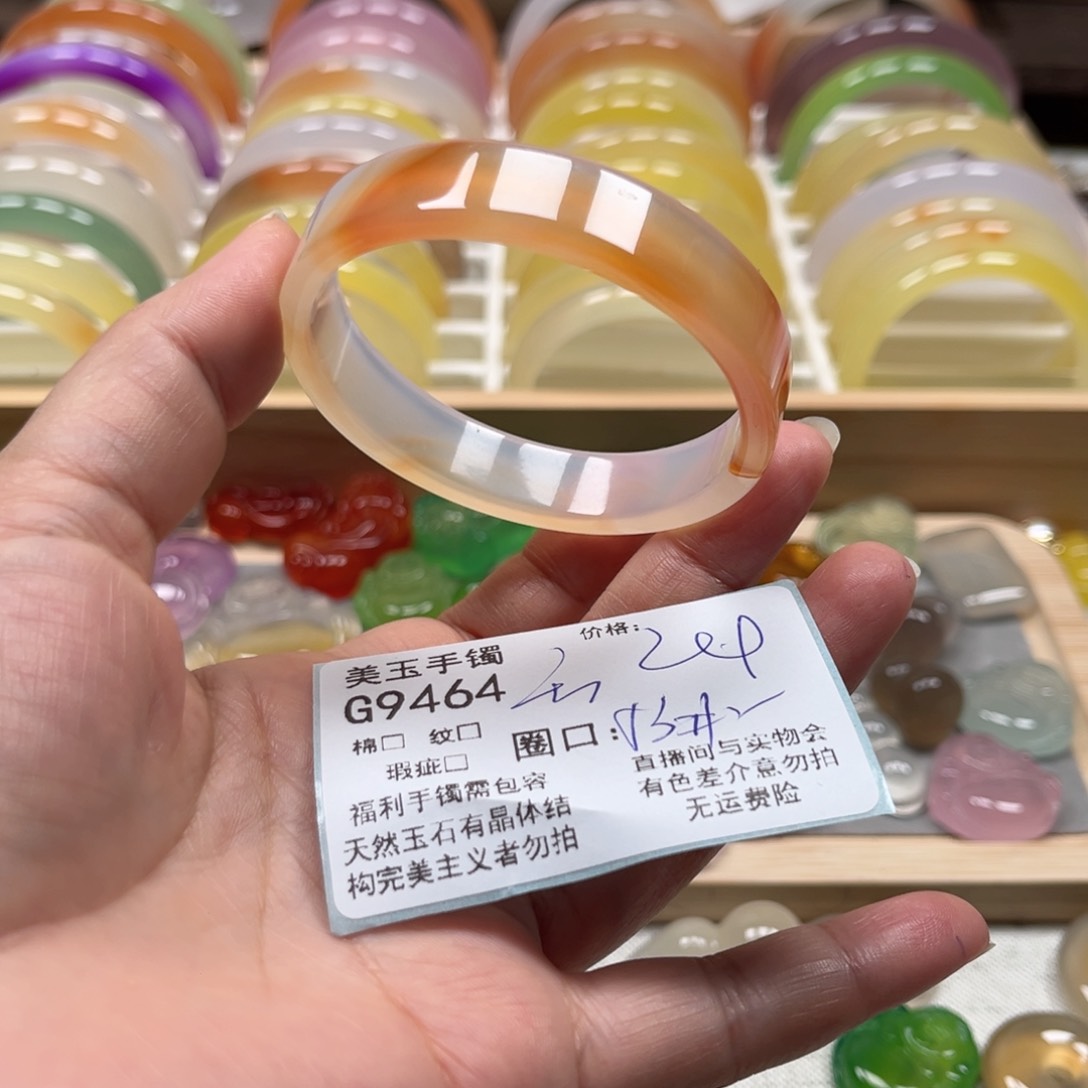 美玉手镯
价格:
G9464
棉□ 纹□
圈口:
瑕疵□
福利手镯需包容
天然玉石有晶体结
构完美主义者勿拍
直播间与实物会
有色差介意勿拍
无运费险